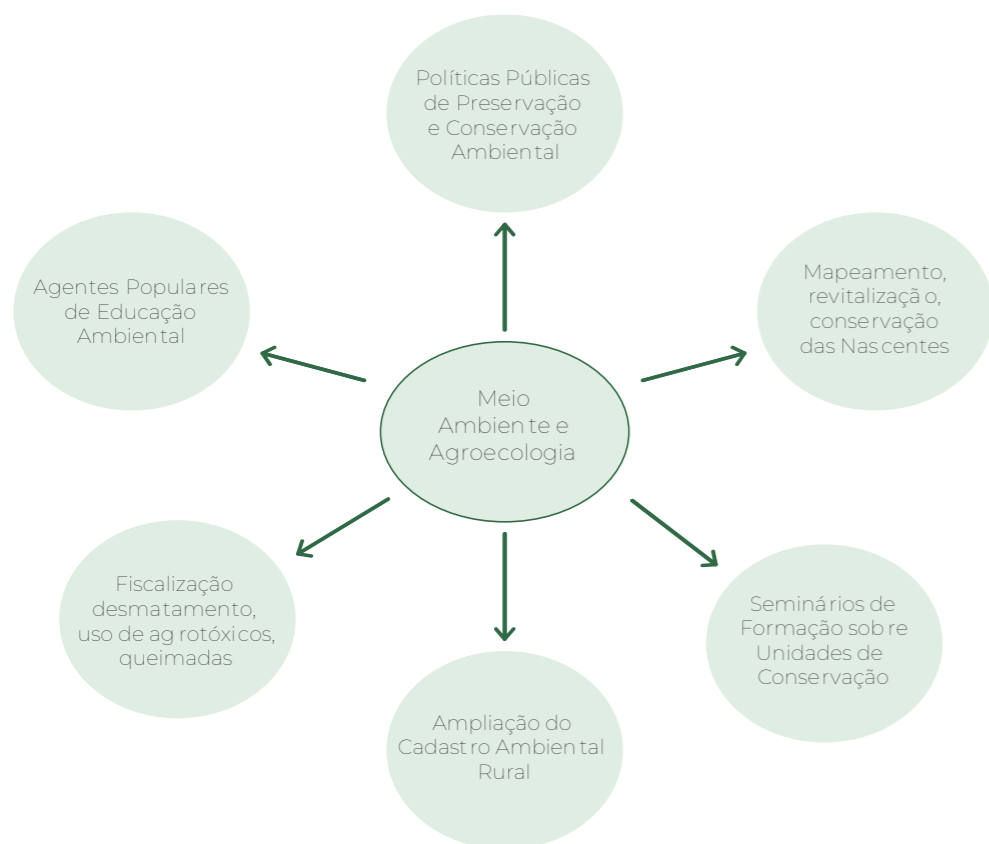 Políticas Públicas
de Preservação
e Conservação
Ambiental
Agentes Populares
de Educação
Ambiental
Mapeamento,
revitalização,
conservação
das Nascentes
Meio
Ambiente e
Agroecologia
Fiscalização
desmatamento,
uso de agrotóxicos,
queimadas
Seminários de
Formação sobre
Unidades de
Conservação
Ampliação do
Cadastro Ambiental
Rural